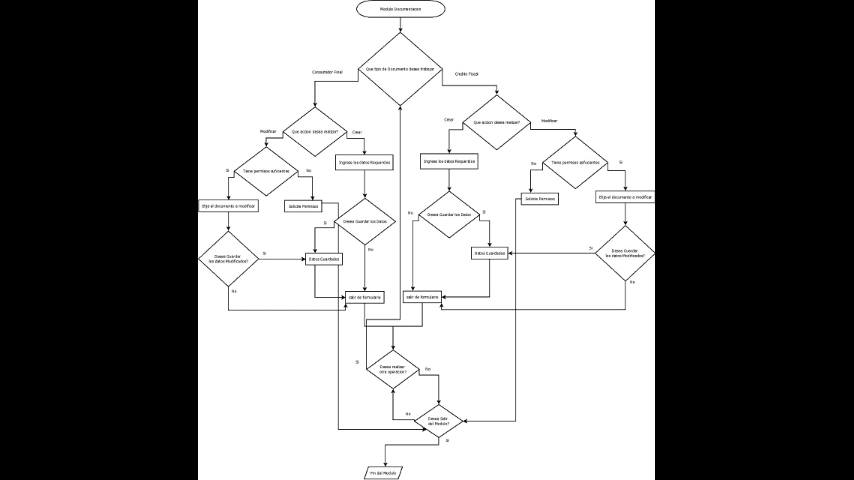 Modulo Documentacion
Que tipo de Documento desea trabajar
Consumidor Final
Credito Fiscal
Que accion desea realizar?
Que accion desea realizar?
Modificar
Crear
Crear
Modificar
Ingrese los datos Requeridos
Ingrese los datos Requeridos
Tiene permisos suficientes
Tiene permisos suficientes
Si
No
No
Si
Elija el documento a modificar
Solicite Permisos
Solicite Permisos
Elija el documento a modificar
Desea Guardar los Datos
Desea Guardar los Datos
Si
No
No
Si
Desea Guardar
los datos Modificados?
Si
No
Datos Guardados
Datos Guardados
Si
Desea Guardar
los datos Modificados?
No
salir de formulario
salir de formulario
Si
Desea realizar
otra operacion?
No
No
Desea Salir
del Modulo?
Si
Fin del Modulo